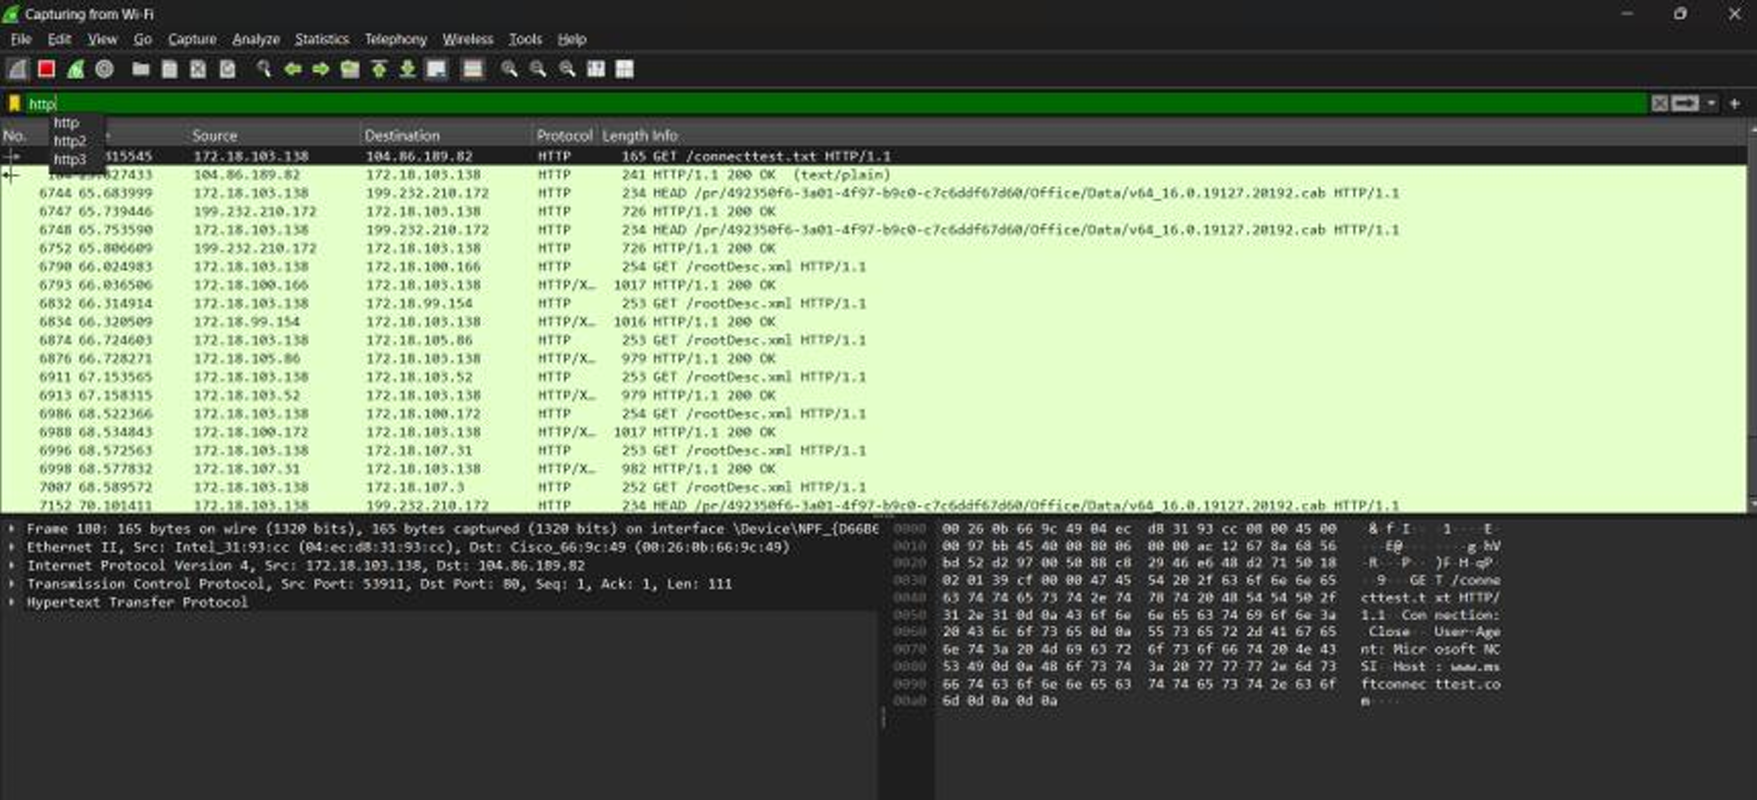 Capturing from Wi-Fi
File Edit View Go Capture Analyze Statistics Telephony Wireless Tools Help
http
http
http2
http3
No. Source Destination Protocol Length Info
315545 172.18.103.138 104.86.189.82 HTTP 165 GET /connecttest.txt HTTP/1.1
827433 104.86.189.82 172.18.103.138 HTTP 241 HTTP/1.1 200 OK (text/plain)
6744 65.683999 172.18.103.138 199.232.210.172 HTTP 234 HEAD /pr/492350f6-3a01-4f97-b9c0-c7c6ddf67d60/Office/Data/v64_16.0.19127.20192.cab HTTP/1.1
6747 65.739446 199.232.210.172 172.18.103.138 HTTP 726 HTTP/1.1 200 OK
6748 65.753590 172.18.103.138 199.232.210.172 HTTP 234 HEAD /pr/492350f6-3a01-4f97-b9c0-c7c6ddf67d60/Office/Data/v64_16.0.19127.20192.cab HTTP/1.1
6752 65.806609 199.232.210.172 172.18.103.138 HTTP 726 HTTP/1.1 200 OK
6790 66.024983 172.18.103.138 172.18.100.166 HTTP 254 GET /rootDesc.xml HTTP/1.1
6793 66.036506 172.18.100.166 172.18.103.138 HTTP/X… 1017 HTTP/1.1 200 OK
6832 66.314914 172.18.103.138 172.18.99.154 HTTP 253 GET /rootDesc.xml HTTP/1.1
6834 66.320509 172.18.99.154 172.18.103.138 HTTP/X… 1016 HTTP/1.1 200 OK
6874 66.724603 172.18.103.138 172.18.105.86 HTTP 253 GET /rootDesc.xml HTTP/1.1
6876 66.728271 172.18.105.86 172.18.103.138 HTTP/X… 979 HTTP/1.1 200 OK
6911 67.153565 172.18.103.138 172.18.103.52 HTTP 253 GET /rootDesc.xml HTTP/1.1
6913 67.158315 172.18.103.52 172.18.103.138 HTTP/X… 979 HTTP/1.1 200 OK
6986 68.522366 172.18.103.138 172.18.100.172 HTTP 254 GET /rootDesc.xml HTTP/1.1
6988 68.534843 172.18.100.172 172.18.103.138 HTTP/X… 1017 HTTP/1.1 200 OK
6996 68.572563 172.18.103.138 172.18.107.31 HTTP 253 GET /rootDesc.xml HTTP/1.1
6998 68.577832 172.18.107.31 172.18.103.138 HTTP/X… 982 HTTP/1.1 200 OK
7007 68.589572 172.18.103.138 172.18.107.3 HTTP 252 GET /rootDesc.xml HTTP/1.1
7152 70.101411 172.18.103.138 199.232.210.172 HTTP 234 HEAD /pr/492350f6-3a01-4f97-b9c0-c7c6ddf67d60/Office/Data/v64_16.0.19127.20192.cab HTTP/1.1
Frame 180: 165 bytes on wire (1320 bits), 165 bytes captured (1320 bits) on interface \Device\NPF_{D66B6
Ethernet II, Src: Intel_31:93:cc (04:ec:d8:31:93:cc), Dst: Cisco_66:9c:49 (00:26:0b:66:9c:49)
Internet Protocol Version 4, Src: 172.18.103.138, Dst: 104.86.189.82
Transmission Control Protocol, Src Port: 53911, Dst Port: 80, Seq: 1, Ack: 1, Len: 111
Hypertext Transfer Protocol
0000 00 26 0b 66 9c 49 04 ec d8 31 93 cc 08 00 45 00 &·f·I·· ·1····E·
0010 00 97 bb 45 40 00 80 06 00 00 ac 12 67 8a 68 56 ···E@··· ····g·hV
0020 bd 52 d2 97 00 50 88 c8 29 46 e6 48 d2 71 50 18 ·R···P·· )F·H·qP·
0030 02 01 39 cf 00 00 47 45 54 20 2f 63 6f 6e 6e 65 ··9···GE T /conne
0040 63 74 74 65 73 74 2e 74 78 74 20 48 54 54 50 2f cttest.t xt HTTP/
0050 31 2e 31 0d 0a 43 6f 6e 6e 65 63 74 69 6f 6e 3a 1.1··Con nection:
0060 20 43 6c 6f 73 65 0d 0a 55 73 65 72 2d 41 67 65 Close·· User-Age
0070 6e 74 3a 20 4d 69 63 72 6f 73 6f 66 74 20 4e 43 nt: Micr osoft NC
0080 53 49 0d 0a 48 6f 73 74 3a 20 77 77 77 2e 6d 73 SI··Host : www.ms
0090 66 74 63 6f 6e 6e 65 63 74 74 65 73 74 2e 63 6f ftconnec ttest.co
00a0 6d 0d 0a 0d 0a m····